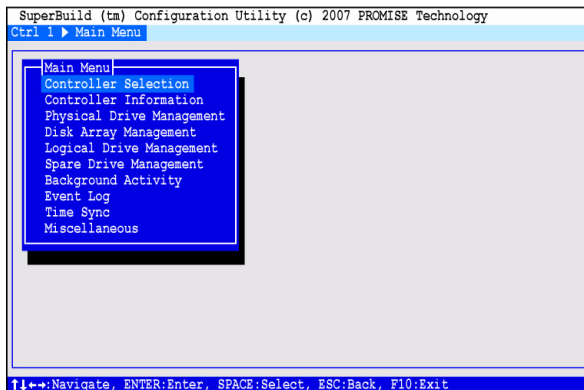 SuperBuild (tm) Configuration Utility (c) 2007 PROMISE Technology
Ctrl 1 ▶ Main Menu
Main Menu
Controller Selection
Controller Information
Physical Drive Management
Disk Array Management
Logical Drive Management
Spare Drive Management
Background Activity
Event Log
Time Sync
Miscellaneous
↑↓←→:Navigate, ENTER:Enter, SPACE:Select, ESC:Back, F10:Exit